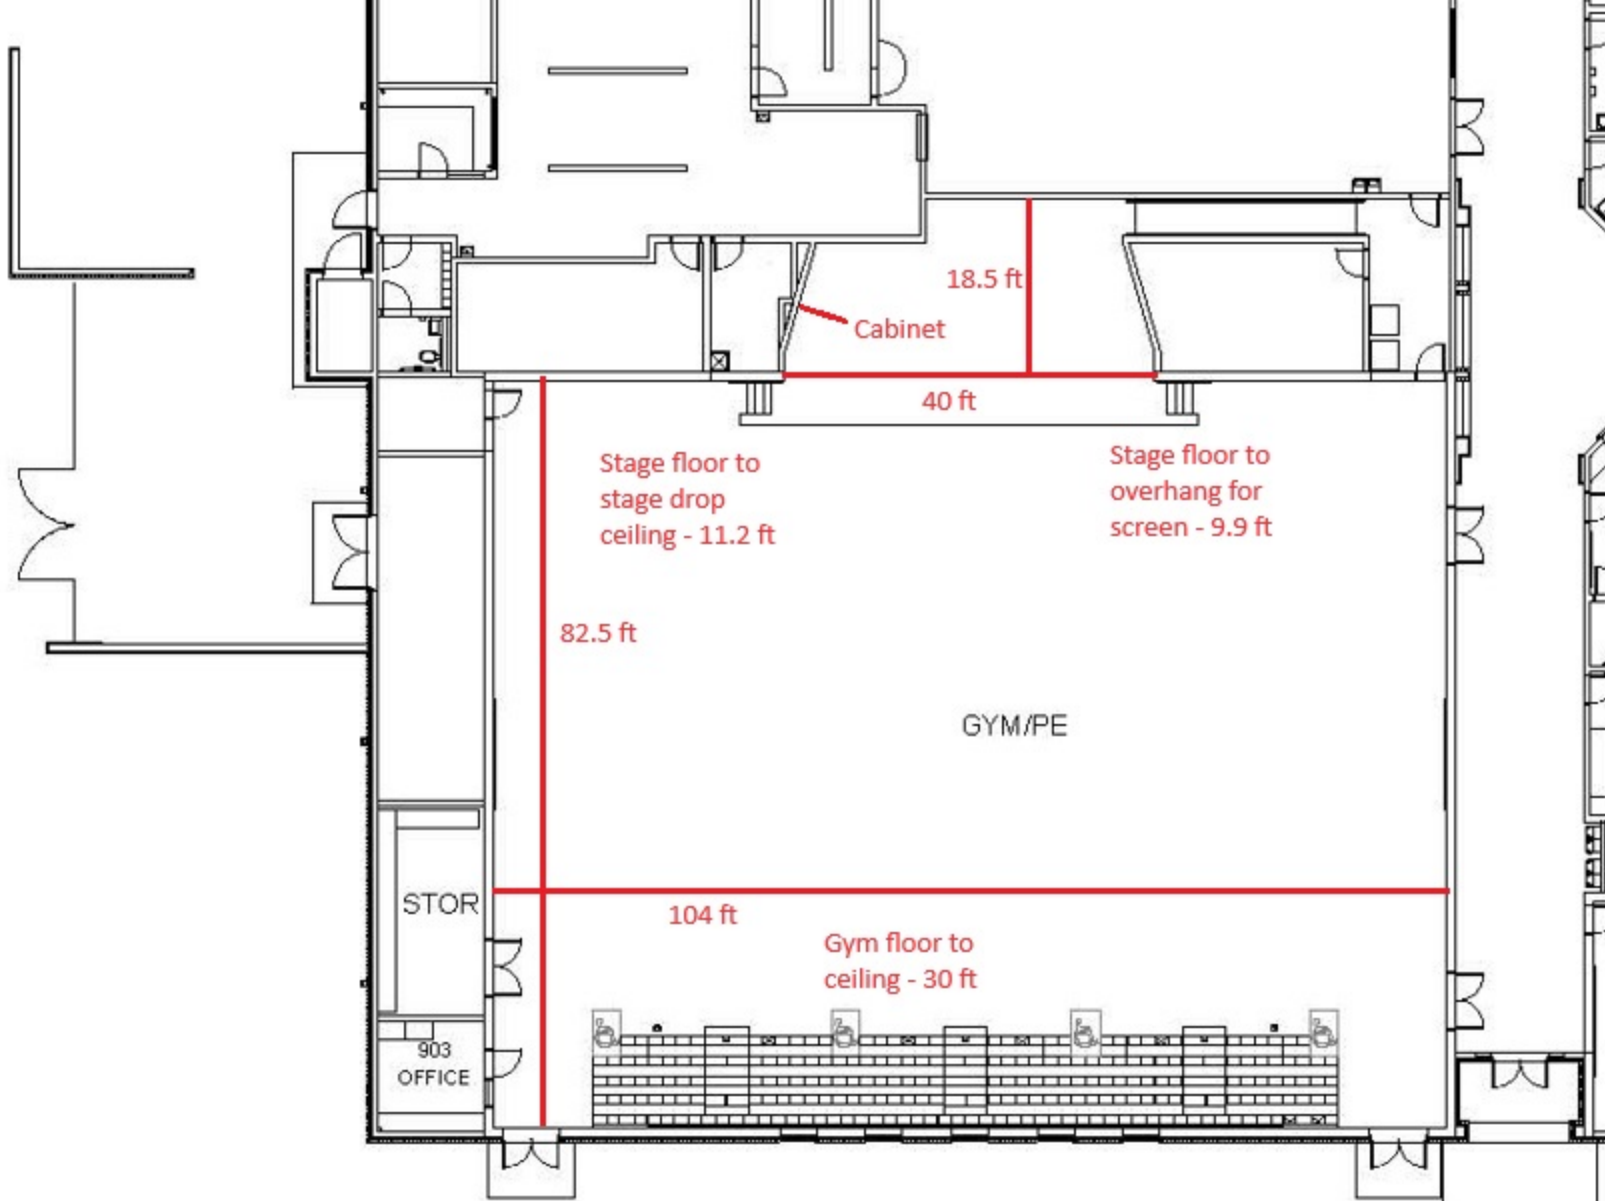 18.5 ft
Cabinet
40 ft
Stage floor to
stage drop
ceiling - 11.2 ft
Stage floor to
overhang for
screen - 9.9 ft
82.5 ft
GYM/PE
STOR
104 ft
Gym floor to
ceiling - 30 ft
903
OFFICE